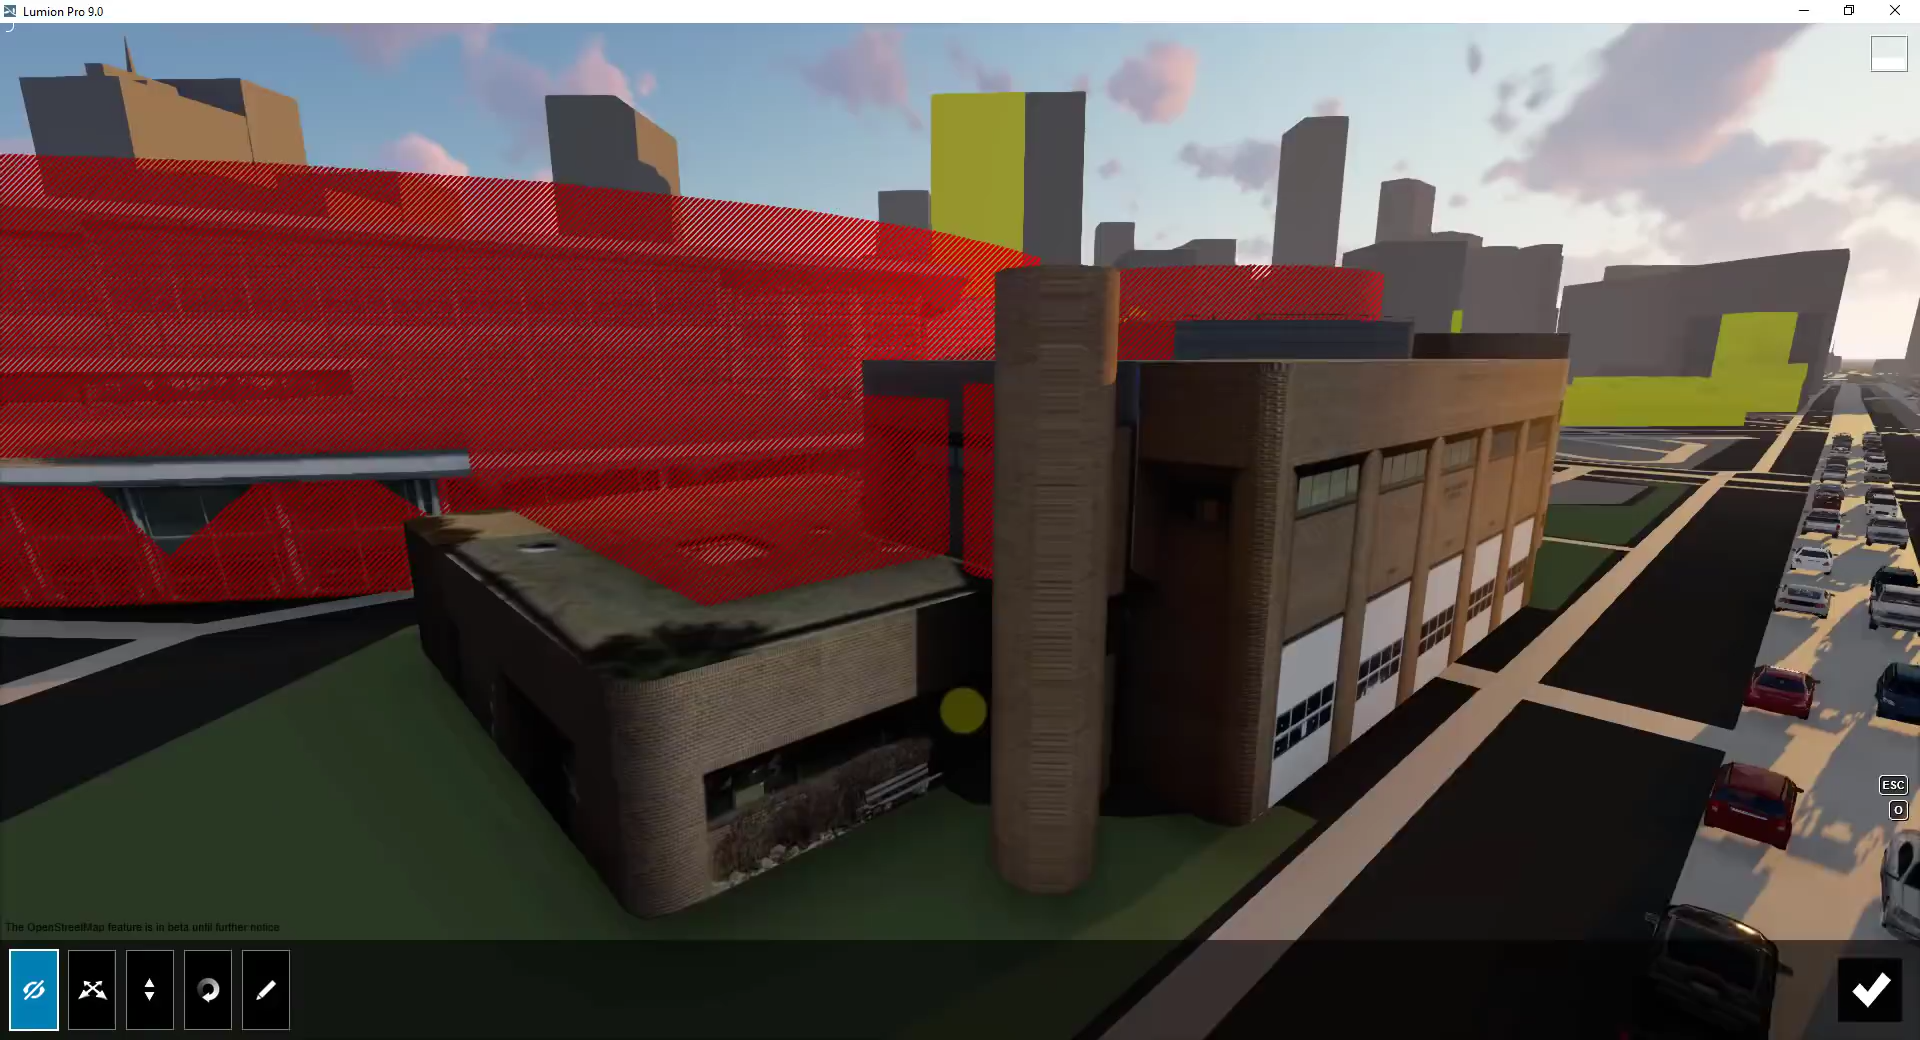 Lumion Pro 9.0
ESC
O
The OpenStreetMap feature is in beta until further notice